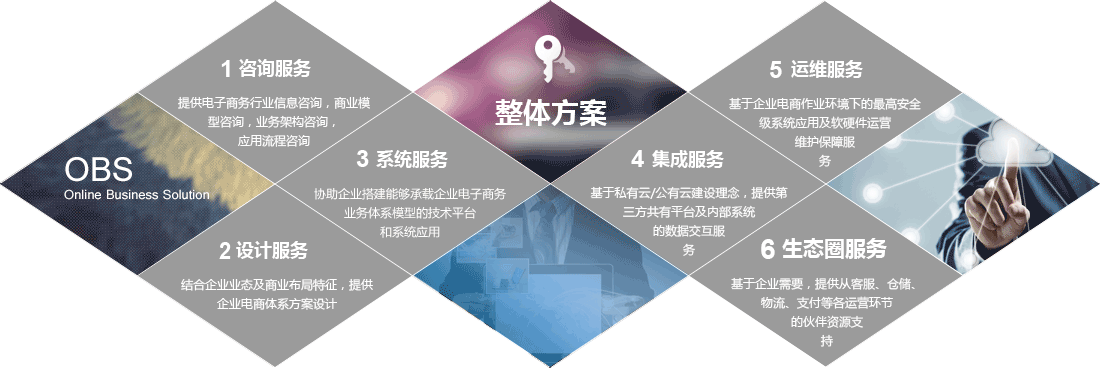 OBS
Online Business Solution
1 咨询服务
提供电子商务行业信息咨询，商业模
型咨询，业务架构咨询，
应用流程咨询
2 设计服务
结合企业业态及商业布局特征，提供
企业电商体系方案设计
3 系统服务
协助企业搭建能够承载企业电子商务
业务体系模型的技术平台
和系统应用
整体方案
4 集成服务
基于私有云/公有云建设理念，提供第
三方共有平台及内部系统
的数据交互服
务
5 运维服务
基于企业电商作业环境下的最高安全
级系统应用及软硬件运营
维护保障服
务
6 生态圈服务
基于企业需要，提供从客服、仓储、
物流、支付等各运营环节
的伙伴资源支
持